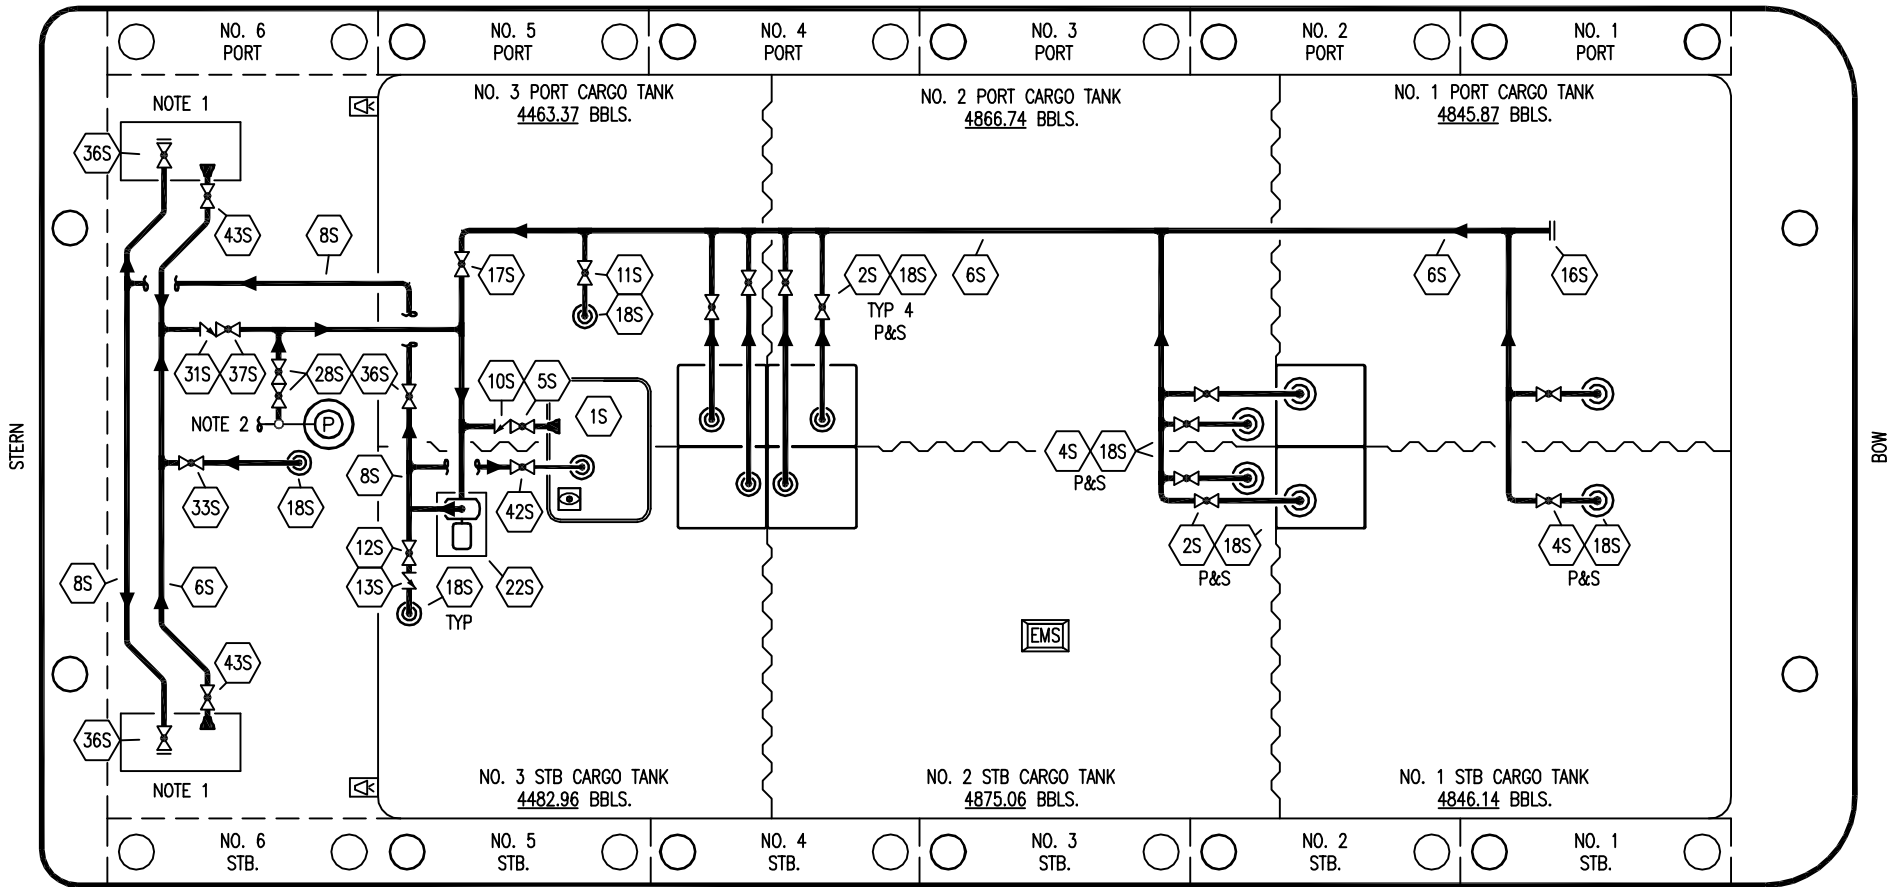 NO. 6
PORT
NO. 5
PORT
NO. 4
PORT
NO. 3
PORT
NO. 2
PORT
NO. 1
PORT
NOTE 1
NO. 3 PORT CARGO TANK
4463.37 BBLS.
NO. 2 PORT CARGO TANK
4866.74 BBLS.
NO. 1 PORT CARGO TANK
4845.87 BBLS.
36S
43S
8S
17S
11S
18S
2S
18S
TYP 4
P&S
6S
6S
16S
31S
37S
28S
36S
10S
5S
1S
NOTE 2
P
STERN
BOW
8S
4S
18S
P&S
33S
18S
42S
12S
13S
18S
TYP
22S
2S
18S
P&S
4S
18S
P&S
8S
6S
EMS
43S
36S
NOTE 1
NO. 3 STB CARGO TANK
4482.96 BBLS.
NO. 2 STB CARGO TANK
4875.06 BBLS.
NO. 1 STB CARGO TANK
4846.14 BBLS.
NO. 6
STB.
NO. 5
STB.
NO. 4
STB.
NO. 3
STB.
NO. 2
STB.
NO. 1
STB.